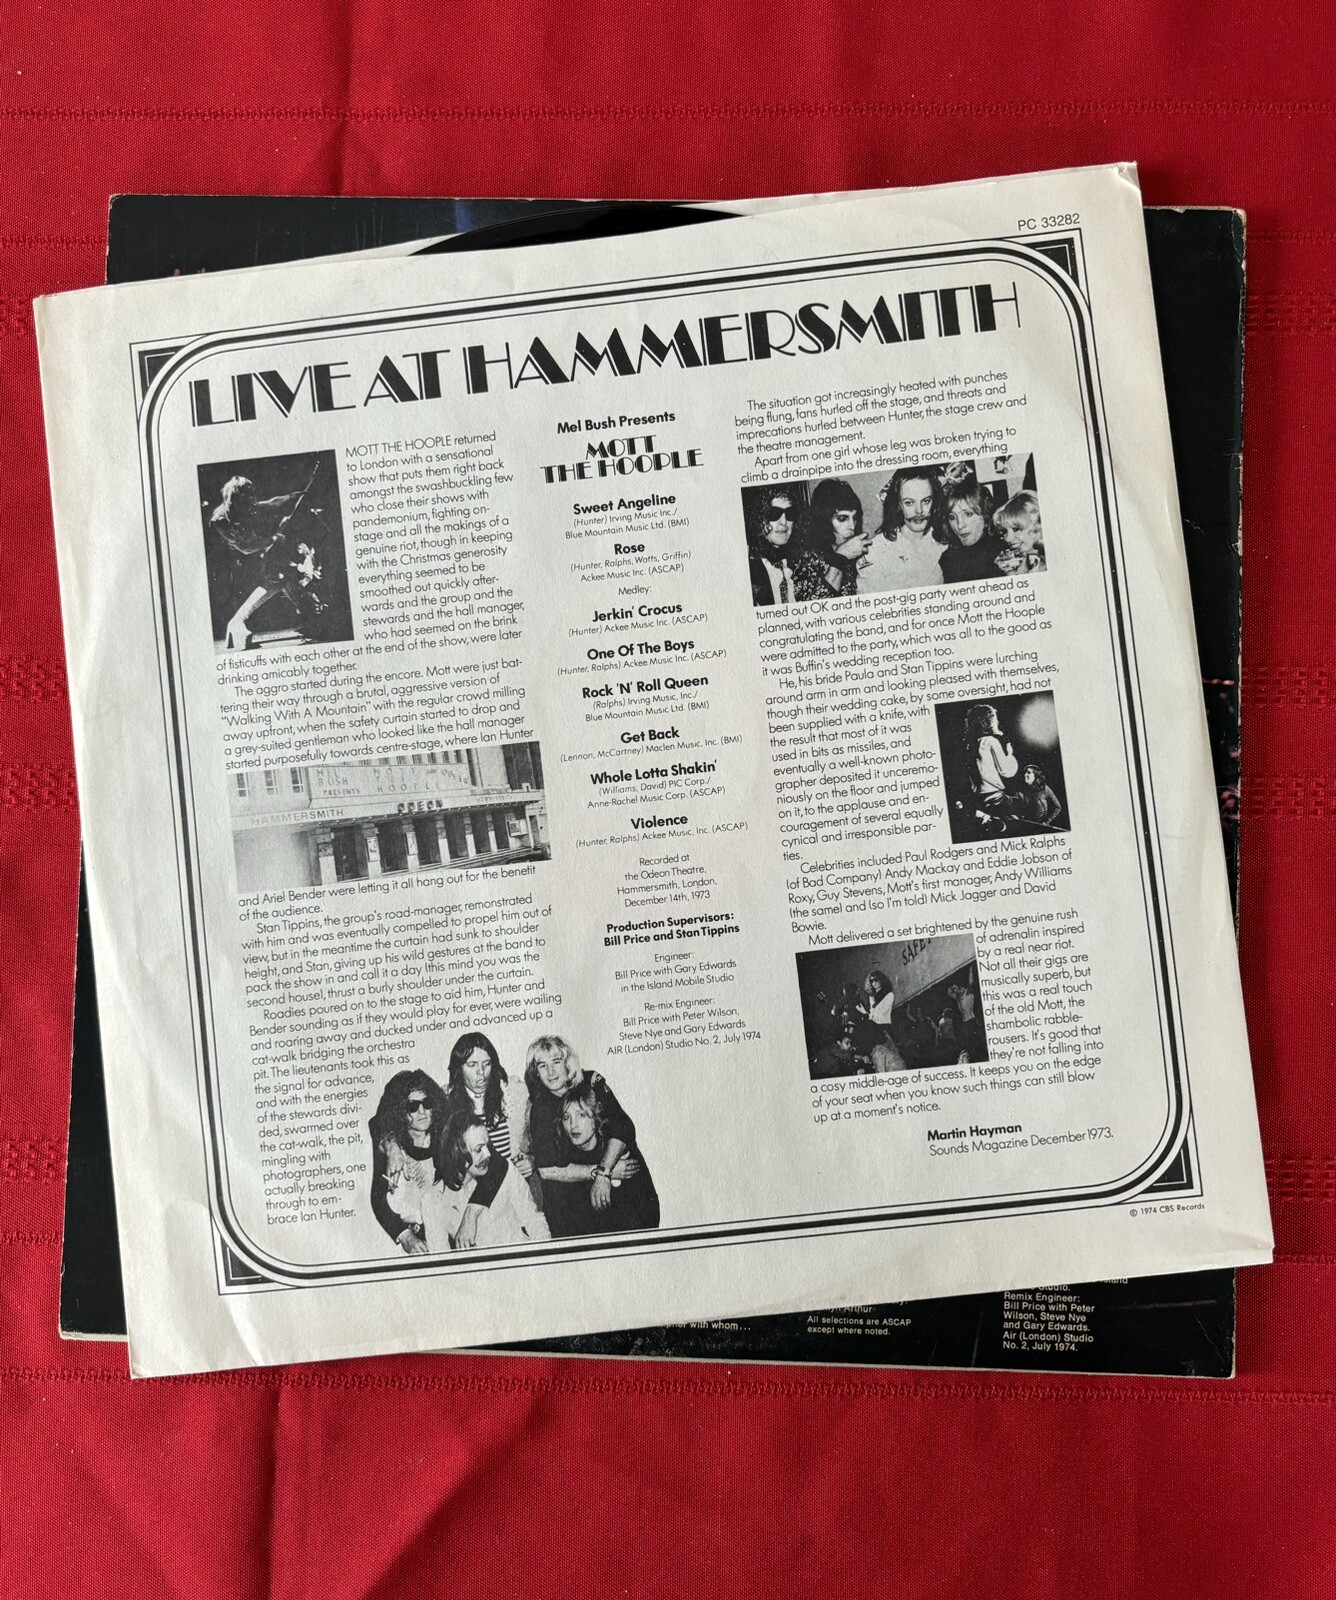 PC 33282
LIVE AT HAMMERSMITH
MOTT THE HOOPLE returned
to London with a sensational
show that puts them right back
amongst the swashbuckling few
who close their shows with
pandemonium, fighting on-
stage and all the makings of a
genuine riot, though in keeping
with the Christmas generosity
everything seemed to be
smoothed out quickly after-
wards and the group and the
stewards and the hall manager,
who had seemed on the brink
of fisticuffs with each other at the end of the show, were later
drinking amicably together.
The aggro started during the encore. Mott were just bat-
tering their way through a brutal, aggressive version of
"Walking With A Mountain" with the regular crowd milling
away upfront, when the safety curtain started to drop and
a grey-suited gentleman who looked like the hall manager
started purposefully towards centre-stage, where Ian Hunter
MEL
BUSH
PRESENTS
HOOPLE
HAMMERSMITH
ODEON
and Ariel Bender were letting it all hang out for the benefit
of the audience.
Stan Tippins, the group's road-manager, remonstrated
with him and was eventually compelled to propel him out of
view, but in the meantime the curtain had sunk to shoulder
height, and Stan, giving up his wild gestures at the band to
pack the show in and call it a day (this mind you was the
second house), thrust a burly shoulder under the curtain.
Roadies poured on to the stage to aid him, Hunter and
Bender sounding as if they would play for ever, were wailing
and roaring away and ducked under and advanced up a
cat-walk bridging the orchestra
pit. The lieutenants took this as
the signal for advance,
and with the energies
of the stewards divi-
ded, swarmed over
the cat-walk, the pit,
mingling with
photographers, one
actually breaking
through to em-
brace Ian Hunter.
Mel Bush Presents
MOTT
THE HOOPLE
Sweet Angeline
(Hunter) Irving Music Inc./
Blue Mountain Music Ltd. (BMI)
Rose
(Hunter, Ralphs, Watts, Griffin)
Ackee Music Inc. (ASCAP)
Medley:
Jerkin' Crocus
(Hunter) Ackee Music Inc. (ASCAP)
One Of The Boys
(Hunter, Ralphs) Ackee Music Inc. (ASCAP)
Rock 'N' Roll Queen
(Ralphs) Irving Music, Inc./
Blue Mountain Music Ltd. (BMI)
Get Back
(Lennon, McCartney) Maclen Music, Inc. (BMI)
Whole Lotta Shakin'
(Williams, David) PIC Corp./
Anne-Rachel Music Corp. (ASCAP)
Violence
(Hunter, Ralphs) Ackee Music, Inc. (ASCAP)
Recorded at
the Odeon Theatre,
Hammersmith, London,
December 14th, 1973
Production Supervisors:
Bill Price and Stan Tippins
Engineer:
Bill Price with Gary Edwards
in the Island Mobile Studio
Re-mix Engineer:
Bill Price with Peter Wilson,
Steve Nye and Gary Edwards
AIR (London) Studio No. 2, July 1974
The situation got increasingly heated with punches
being flung, fans hurled off the stage, and threats and
imprecations hurled between Hunter, the stage crew and
the theatre management.
Apart from one girl whose leg was broken trying to
climb a drainpipe into the dressing room, everything
turned out OK and the post-gig party went ahead as
planned, with various celebrities standing around and
congratulating the band, and for once Mott the Hoople
were admitted to the party, which was all to the good as
it was Buffin's wedding reception too.
He, his bride Paula and Stan Tippins were lurching
around arm in arm and looking pleased with themselves,
though their wedding cake, by some oversight, had not
been supplied with a knife, with
the result that most of it was
used in bits as missiles, and
eventually a well-known photo-
grapher deposited it unceremo-
niously on the floor and jumped
on it, to the applause and en-
couragement of several equally
cynical and irresponsible par-
ties.
Celebrities included Paul Rodgers and Mick Ralphs
(of Bad Company) Andy Mackay and Eddie Jobson of
Roxy, Guy Stevens, Mott's first manager, Andy Williams
(the same) and (so I'm told) Mick Jagger and David
Bowie.
Mott delivered a set brightened by the genuine rush
of adrenalin inspired
by a real near riot.
Not all their gigs are
musically superb, but
this was a real touch
of the old Mott, the
shambolic rabble-
rousers. It's good that
they're not falling into
a cosy middle-age of success. It keeps you on the edge
of your seat when you know such things can still blow
up at a moment's notice.
SAFETY
Martin Hayman
Sounds Magazine December 1973.
© 1974 CBS Records
with whom...
Arthur
All selections are ASCAP
except where noted.
Studio.
Remix Engineer:
Bill Price with Peter
Wilson, Steve Nye
and Gary Edwards.
Air (London) Studio
No. 2, July 1974.